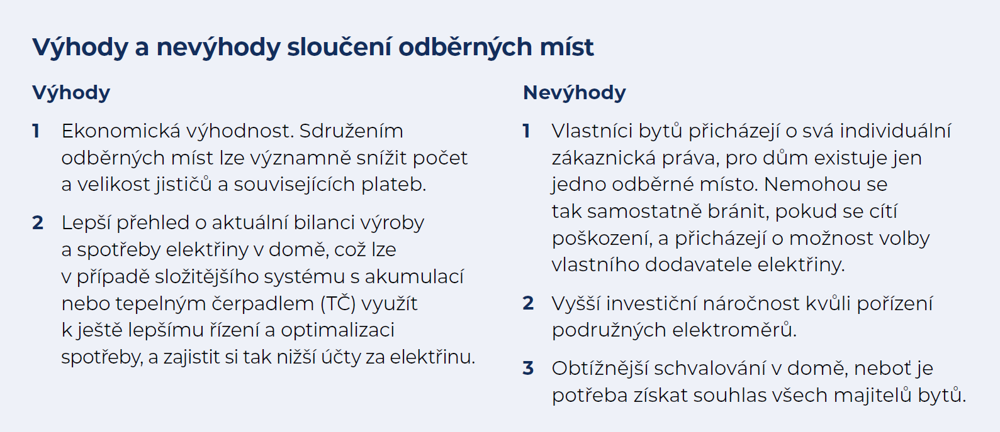 Výhody a nevýhody sloučení odběrných míst
Výhody
1 Ekonomická výhodnost. Sdružením
odběrných míst lze významně snížit počet
a velikost jističů a souvisejících plateb.
2 Lepší přehled o aktuální bilanci výroby
a spotřeby elektřiny v domě, což lze
v případě složitějšího systému s akumulací
nebo tepelným čerpadlem (TČ) využít
k ještě lepšímu řízení a optimalizaci
spotřeby, a zajistit si tak nižší účty za elektřinu.
Nevýhody
1 Vlastníci bytů přicházejí o svá individuální
zákaznická práva, pro dům existuje jen
jedno odběrné místo. Nemohou se
tak samostatně bránit, pokud se cítí
poškození, a přicházejí o možnost volby
vlastního dodavatele elektřiny.
2 Vyšší investiční náročnost kvůli pořízení
podružných elektroměrů.
3 Obtížnější schvalování v domě, neboť je
potřeba získat souhlas všech majitelů bytů.